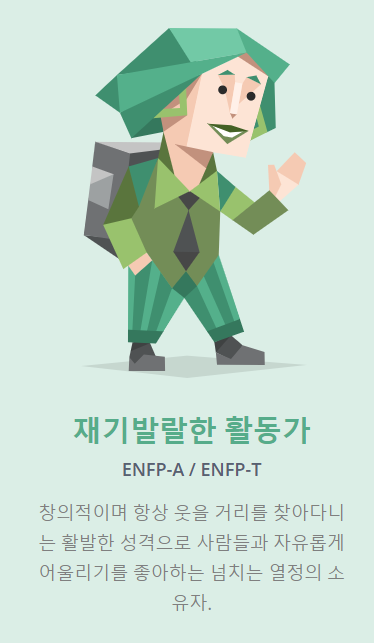 재기발랄한 활동가
ENFP-A / ENFP-T
창의적이며 항상 웃을 거리를 찾아다니
는 활발한 성격으로 사람들과 자유롭게
어울리기를 좋아하는 넘치는 열정의 소
유자.